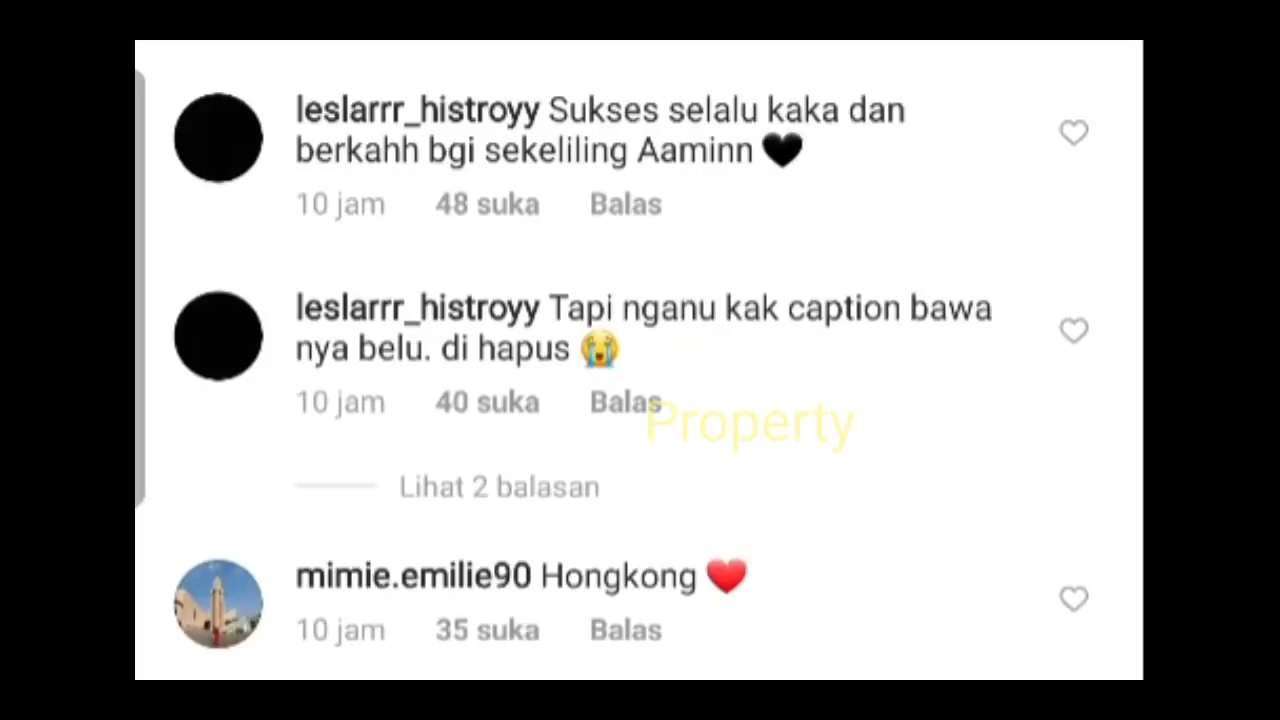 leslarrr_histroyy Sukses selalu kaka dan
berkahh bgi sekeliling Aaminn 🖤
10 jam 48 suka Balas
leslarrr_histroyy Tapi nganu kak caption bawa
nya belu. di hapus 😭
10 jam 40 suka Balas
Property
Lihat 2 balasan
mimie.emilie90 Hongkong ❤️
10 jam 35 suka Balas